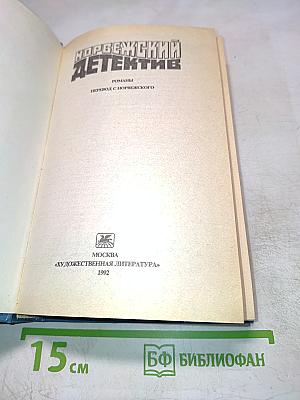 НОРВЕЖСКИЙ
ДЕТЕКТИВ
РОМАНЫ
ПЕРЕВОД С НОРВЕЖСКОГО
МОСКВА
«ХУДОЖЕСТВЕННАЯ ЛИТЕРАТУРА»
1992
15 см
БФ БИБЛИОФАН